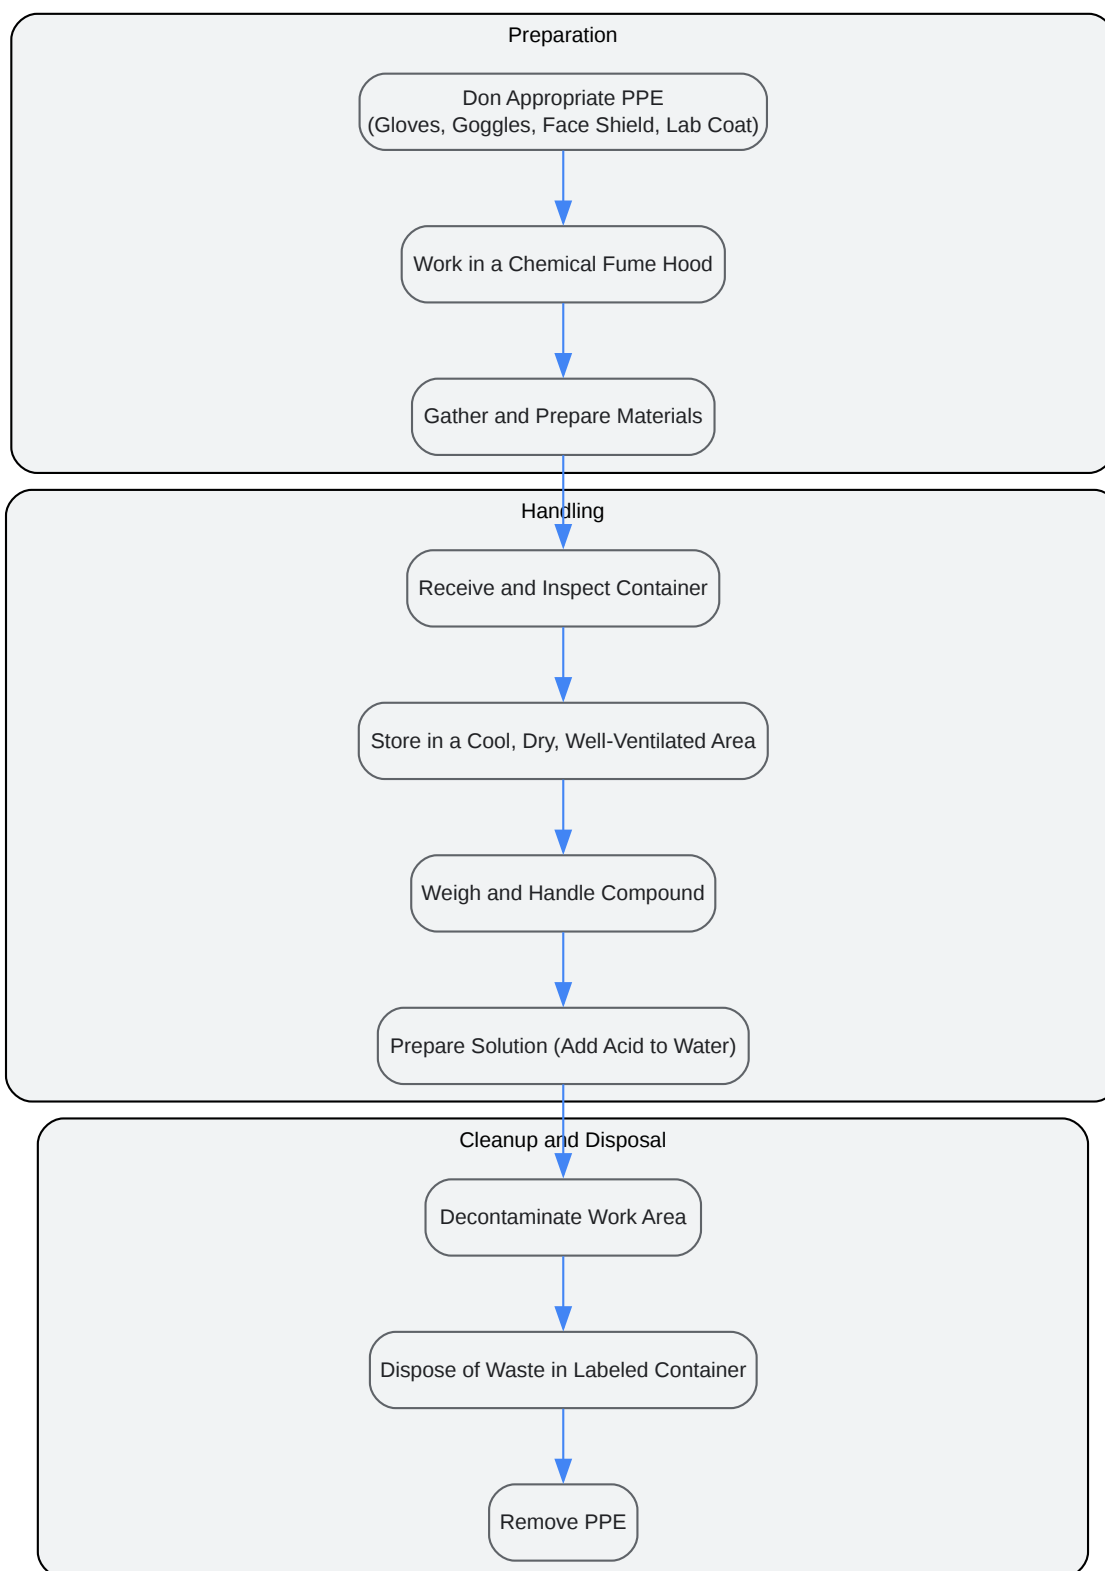 Preparation
Don Appropriate PPE
(Gloves, Goggles, Face Shield, Lab Coat)
Work in a Chemical Fume Hood
Gather and Prepare Materials
Handling
Receive and Inspect Container
Store in a Cool, Dry, Well-Ventilated Area
Weigh and Handle Compound
Prepare Solution (Add Acid to Water)
Cleanup and Disposal
Decontaminate Work Area
Dispose of Waste in Labeled Container
Remove PPE